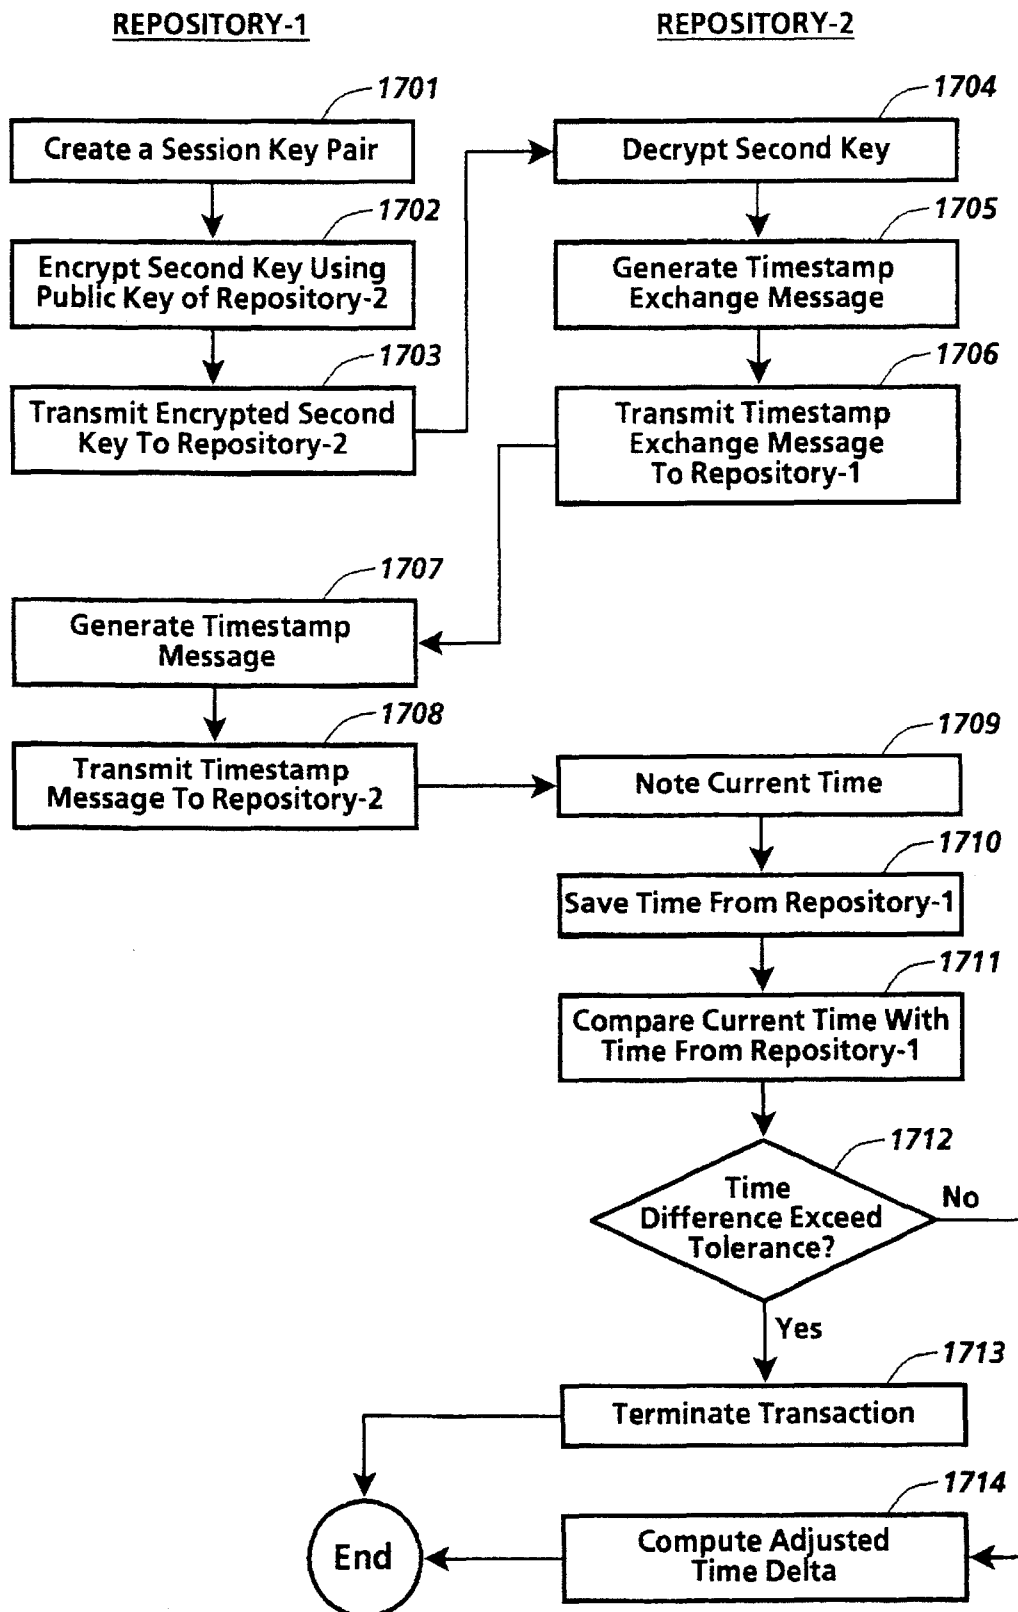 REPOSITORY-1
REPOSITORY-2
1701
Create a Session Key Pair
1702
Encrypt Second Key Using
Public Key of Repository-2
1703
Transmit Encrypted Second
Key To Repository-2
1704
Decrypt Second Key
1705
Generate Timestamp
Exchange Message
1706
Transmit Timestamp
Exchange Message
To Repository-1
1707
Generate Timestamp
Message
1708
Transmit Timestamp
Message To Repository-2
1709
Note Current Time
1710
Save Time From Repository-1
1711
Compare Current Time With
Time From Repository-1
1712
Time
Difference Exceed
Tolerance?
No
Yes
1713
Terminate Transaction
1714
Compute Adjusted
Time Delta
End